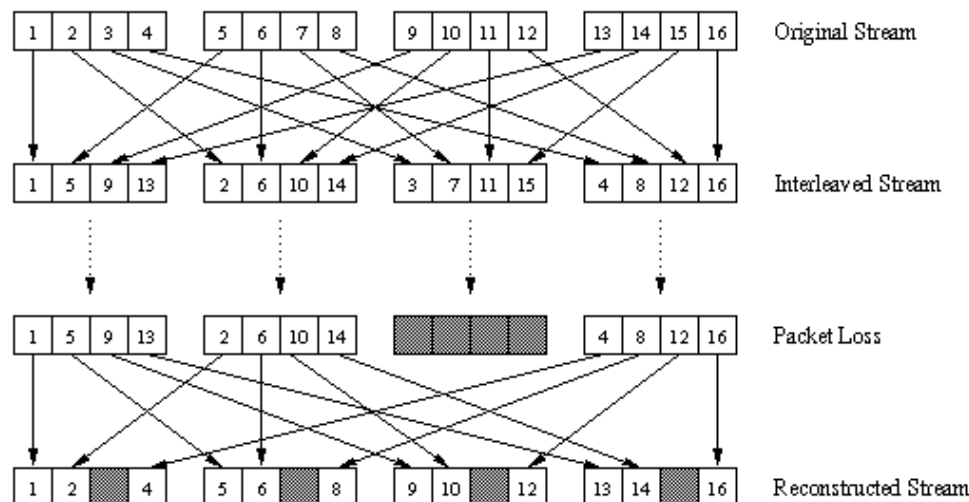 1 2 3 4 5 6 7 8 9 10 11 12 13 14 15 16 Original Stream
1 5 9 13 2 6 10 14 3 7 11 15 4 8 12 16 Interleaved Stream
1 5 9 13 2 6 10 14 4 8 12 16 Packet Loss
1 2 4 5 6 8 9 10 12 13 14 16 Reconstructed Stream